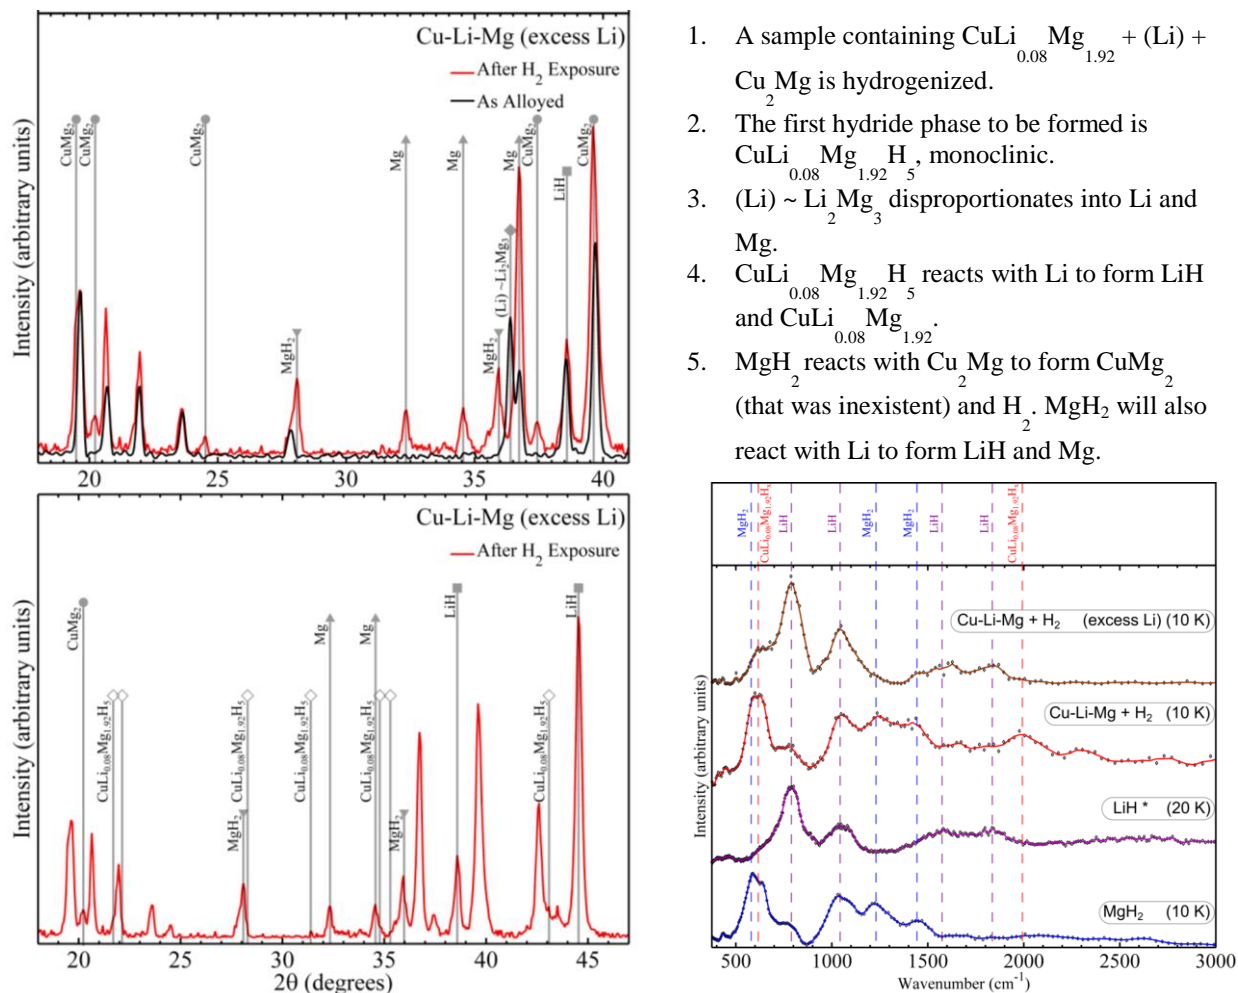 Cu-Li-Mg (excess Li)
After H2 Exposure
As Alloyed
CuMg2
CuMg2
CuMg2
MgH2
Mg
Mg
MgH2
(Li) ~Li2Mg3
Mg
CuMg2
LiH
CuMg2
Intensity (arbitrary units)
20 25 30 35 40
Cu-Li-Mg (excess Li)
After H2 Exposure
CuMg2
CuLi0.08Mg1.92H5
CuLi0.08Mg1.92H5
MgH2
CuLi0.08Mg1.92H5
Mg
Mg
CuLi0.08Mg1.92H5
MgH2
LiH
CuLi0.08Mg1.92H5
LiH
Intensity (arbitrary units)
20 25 30 35 40 45
2θ (degrees)
1. A sample containing CuLi0.08Mg1.92 + (Li) +
Cu2Mg is hydrogenized.
2. The first hydride phase to be formed is
CuLi0.08Mg1.92H5, monoclinic.
3. (Li) ~ Li2Mg3 disproportionates into Li and
Mg.
4. CuLi0.08Mg1.92H5 reacts with Li to form LiH
and CuLi0.08Mg1.92.
5. MgH2 reacts with Cu2Mg to form CuMg2
(that was inexistent) and H2. MgH2 will also
react with Li to form LiH and Mg.
MgH2
CuLi0.08Mg1.92H5
LiH
LiH
MgH2
MgH2
LiH
LiH
CuLi0.08Mg1.92H5
Cu-Li-Mg + H2 (excess Li) (10 K)
Cu-Li-Mg + H2 (10 K)
LiH * (20 K)
MgH2 (10 K)
Intensity (arbitrary units)
500 1000 1500 2000 2500 3000
Wavenumber (cm-1)